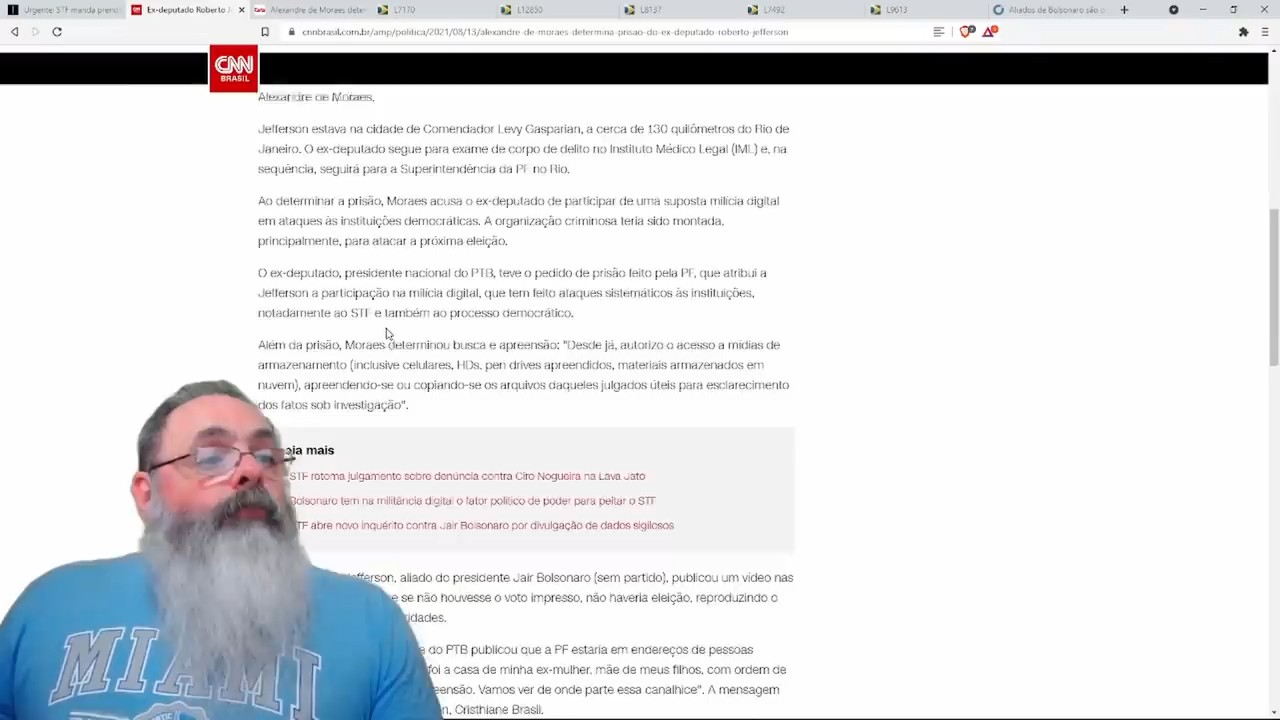 Urgente: STF manda prend
Ex-deputado Roberto J
Alexandre de Moraes deter
L7170
L12850
L8137
L7492
L9613
Aliados de Bolsonaro são o
cnnbrasil.com.br/amp/politica/2021/08/13/alexandre-de-moraes-determina-prisao-do-ex-deputado-roberto-jefferson
CNN
BRASIL
Alexandre de Moraes.
Jefferson estava na cidade de Comendador Levy Gasparian, a cerca de 130 quilômetros do Rio de
Janeiro. O ex-deputado segue para exame de corpo de delito no Instituto Médico Legal (IML) e, na
sequência, seguirá para a Superintendência da PF no Rio.
Ao determinar a prisão, Moraes acusa o ex-deputado de participar de uma suposta milícia digital
em ataques às instituições democráticas. A organização criminosa teria sido montada,
principalmente, para atacar a próxima eleição.
O ex-deputado, presidente nacional do PTB, teve o pedido de prisão feito pela PF, que atribui a
Jefferson a participação na milícia digital, que tem feito ataques sistemáticos às instituições,
notadamente ao STF e também ao processo democrático.
Além da prisão, Moraes determinou busca e apreensão: "Desde já, autorizo o acesso a mídias de
armazenamento (inclusive celulares, HDs, pen drives apreendidos, materiais armazenados em
nuvem), apreendendo-se ou copiando-se os arquivos daqueles julgados úteis para esclarecimento
dos fatos sob investigação".
eia mais
STF retoma julgamento sobre denúncia contra Ciro Nogueira na Lava Jato
Bolsonaro tem na militância digital o fator político de poder para peitar o STF
TF abre novo inquérito contra Jair Bolsonaro por divulgação de dados sigilosos
efferson, aliado do presidente Jair Bolsonaro (sem partido), publicou um vídeo nas
e se não houvesse o voto impresso, não haveria eleição, reproduzindo o
idades.
do PTB publicou que a PF estaria em endereços de pessoas
foi a casa de minha ex-mulher, mãe de meus filhos, com ordem de
eensão. Vamos ver de onde parte essa canalhice". A mensagem
n, Cristhiane Brasil.
MIAMI